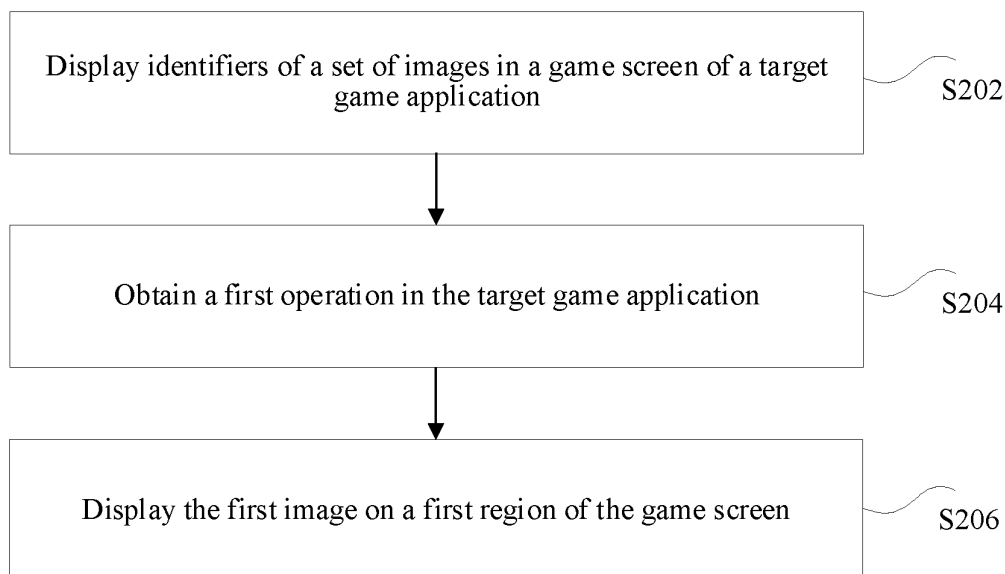 Display identifiers of a set of images in a game screen of a target
game application
S202
Obtain a first operation in the target game application
S204
Display the first image on a first region of the game screen
S206